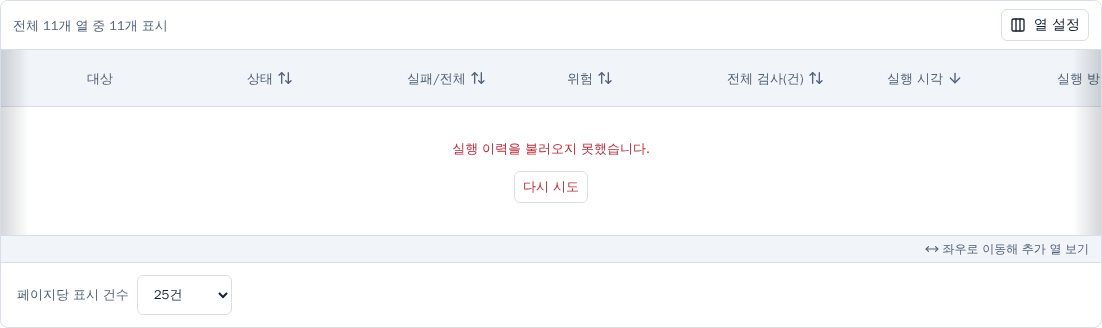 전체 11개 열 중 11개 표시
열 설정
대상 상태 실패/전체 위험 전체 검사(건) 실행 시각 실행 방
실행 이력을 불러오지 못했습니다.
다시 시도
좌우로 이동해 추가 열 보기
페이지당 표시 건수 25건